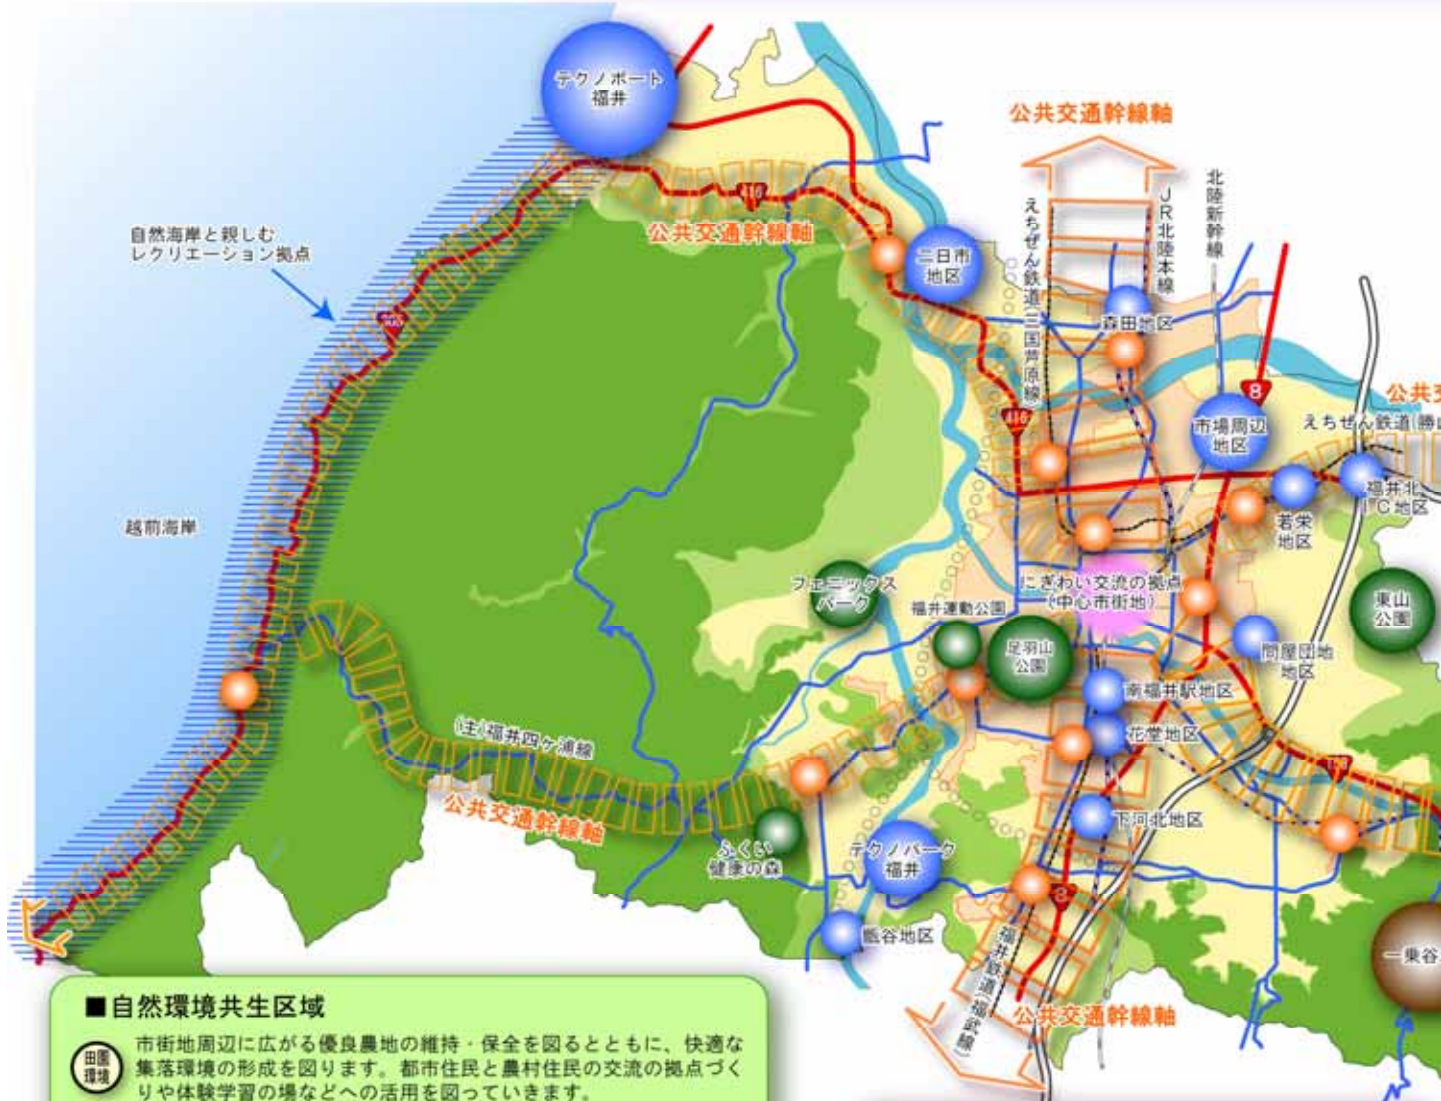 テクノポート
福井
公共交通幹線軸
北陸新幹線
JR北陸本線
えちぜん鉄道(三国芦原線)
416
公共交通幹線軸
自然海岸と親しむ
レクリエーション拠点
二日市
地区
森田地区
305
8
公共交
416
市場周辺
地区
えちぜん鉄道(勝山
福井北
IC地区
若栄
地区
越前海岸
フェニックス
パーク
福井運動公園
にぎわい交流の拠点
(中心市街地)
東山
公園
足羽山
公園
問屋団地
地区
南福井駅地区
花堂地区
(主)福井四ヶ浦線
158
公共交通幹線軸
下河北地区
ふくい
健康の森
テクノパーク
福井
8
甑谷地区
福井鉄道(福武線)
一乗谷
公共交通幹線軸
■自然環境共生区域
田園
環境
市街地周辺に広がる優良農地の維持・保全を図るとともに、快適な
集落環境の形成を図ります。都市住民と農村住民の交流の拠点づく
りや体験学習の場などへの活用を図っていきます。